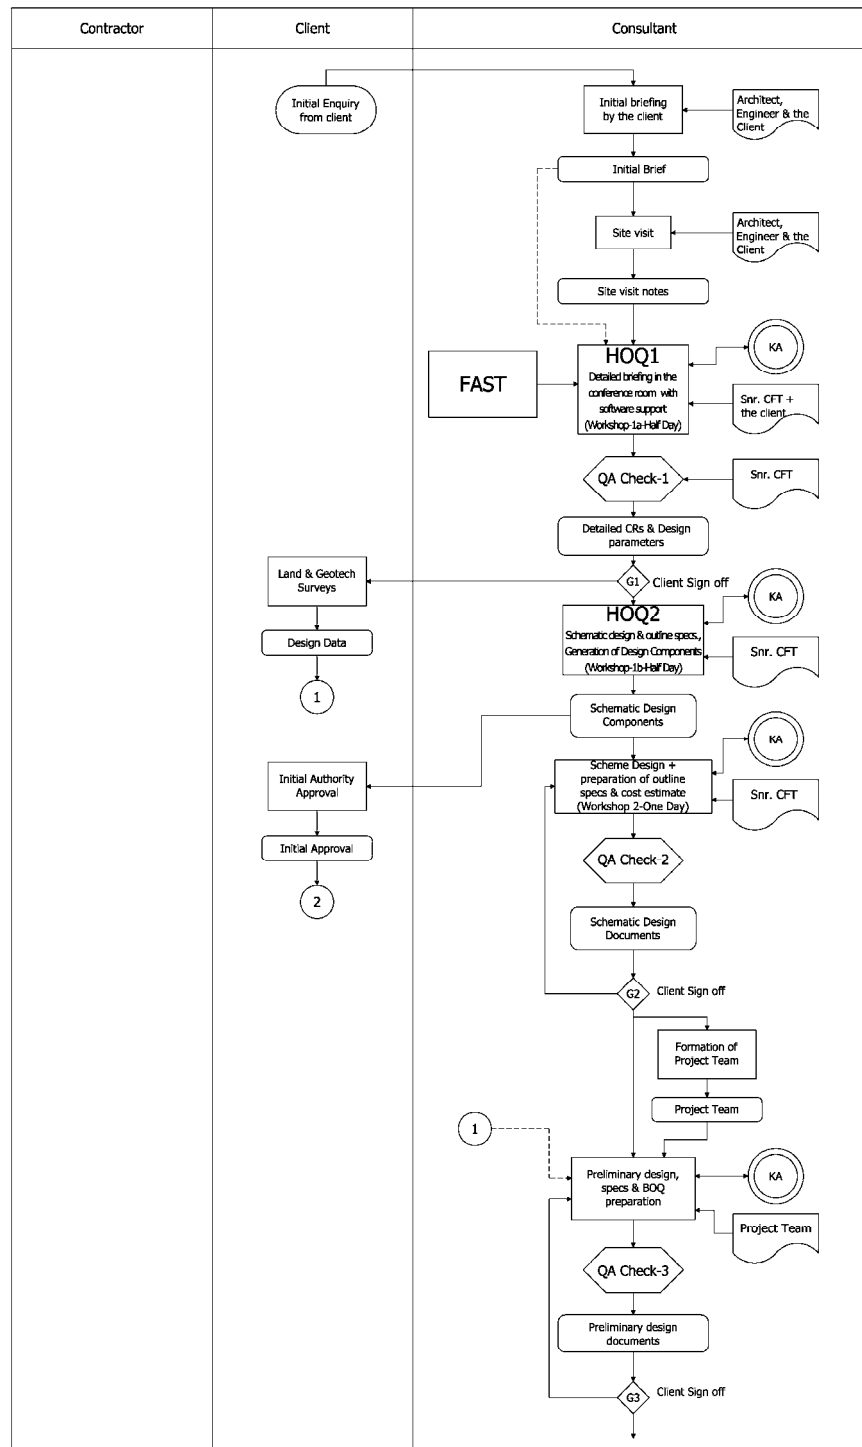 Contractor
Client
Consultant
Initial Enquiry
from client
Initial briefing
by the client
Architect,
Engineer & the
Client
Initial Brief
Site visit
Architect,
Engineer & the
Client
Site visit notes
FAST
HOQ1
Detailed briefing in the
conference room with
software support
(Workshop-1a-Half Day)
KA
Snr. CFT +
the client
QA Check-1
Snr. CFT
Detailed CRs & Design
parameters
Land & Geotech
Surveys
G1
Client Sign off
KA
HOQ2
Schematic design & outline specs.,
Generation of Design Components
(Workshop-1b-Half Day)
Snr. CFT
Design Data
1
Schematic Design
Components
KA
Initial Authority
Approval
Scheme Design +
preparation of outline
specs & cost estimate
(Workshop 2-One Day)
Snr. CFT
Initial Approval
2
QA Check-2
Schematic Design
Documents
G2
Client Sign off
Formation of
Project Team
Project Team
1
Preliminary design,
specs & BOQ
preparation
KA
Project Team
QA Check-3
Preliminary design
documents
G3
Client Sign off